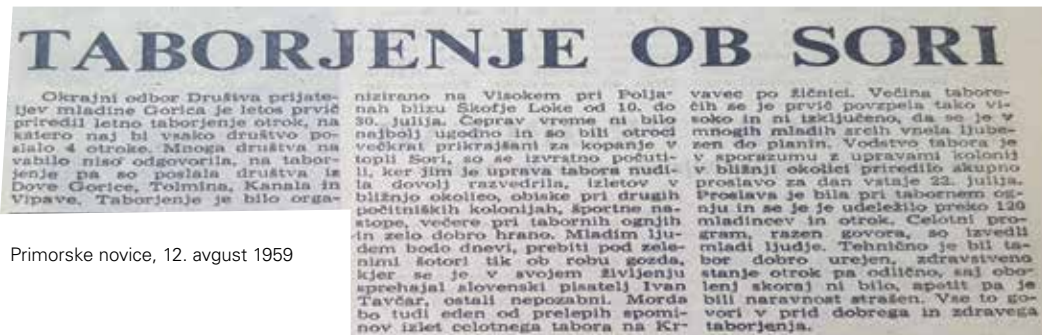 TABORJENJE OB SORI
Okrajni odbor Društva prijate-
ljev mladine Gorica je letos prvič
priredil letno taborjenje otrok, na
katero naj bi vsako društvo po-
slalo 4 otroke. Mnoga društva na
vabilo niso odgovorila, na tabor-
jenje pa so poslala društva iz
Dove Gorice, Tolmina, Kanala in
Vipave. Taborjenje je bilo orga-
nizirano na Visokem pri Polja-
nah blizu Škofje Loke od 10. do
30. julija. Čeprav vreme ni bilo
najbolj ugodno in so bili otroci
večkrat prikrajšani za kopanje v
topli Sori, so se izvratno počuti-
li, ker jim je uprava tabora nudi-
la dovolj razvedrila, izletov v
bližnjo okolico, obiske pri drugih
počitniških kolonijah, športne na-
stope, večere pri tabornih ognjih
in zelo dobro hrano. Mladim lju-
dem bodo dnevi, prebiti pod zele-
nimi šotori tik ob robu gozda,
kjer se je v svojem življenju
sprehajal slovenski pisatelj Ivan
Tavčar, ostali nepozabni. Morda
bo tudi eden od prelepih spomi-
nov izlet celotnega tabora na Kr-
vavec po žičnici. Večina tabore-
čih se je prvič povzpela tako vi-
soko in ni izključeno, da se je v
mnogih mladih srcih vnela ljube-
zen do planin. Vodstvo tabora je
v sporazumu z upravami kolonij
v bližnji okolici priredilo skupno
proslavo za dan vstaje 22. julija.
Proslava je bila pri tabornem og-
nju in se je je udeležilo preko 120
mladincev in otrok. Celotni pro-
gram, razen govora, so izvedli
mladi ljudje. Tehnično je bil ta-
bor dobro urejen, zdravstveno
stanje otrok pa odlično, saj obo-
lenj skoraj ni bilo, apetit pa je
bili naravnost strašen. Vse to go-
vori v prid dobrega in zdravega
taborjenja.
Primorske novice, 12. avgust 1959